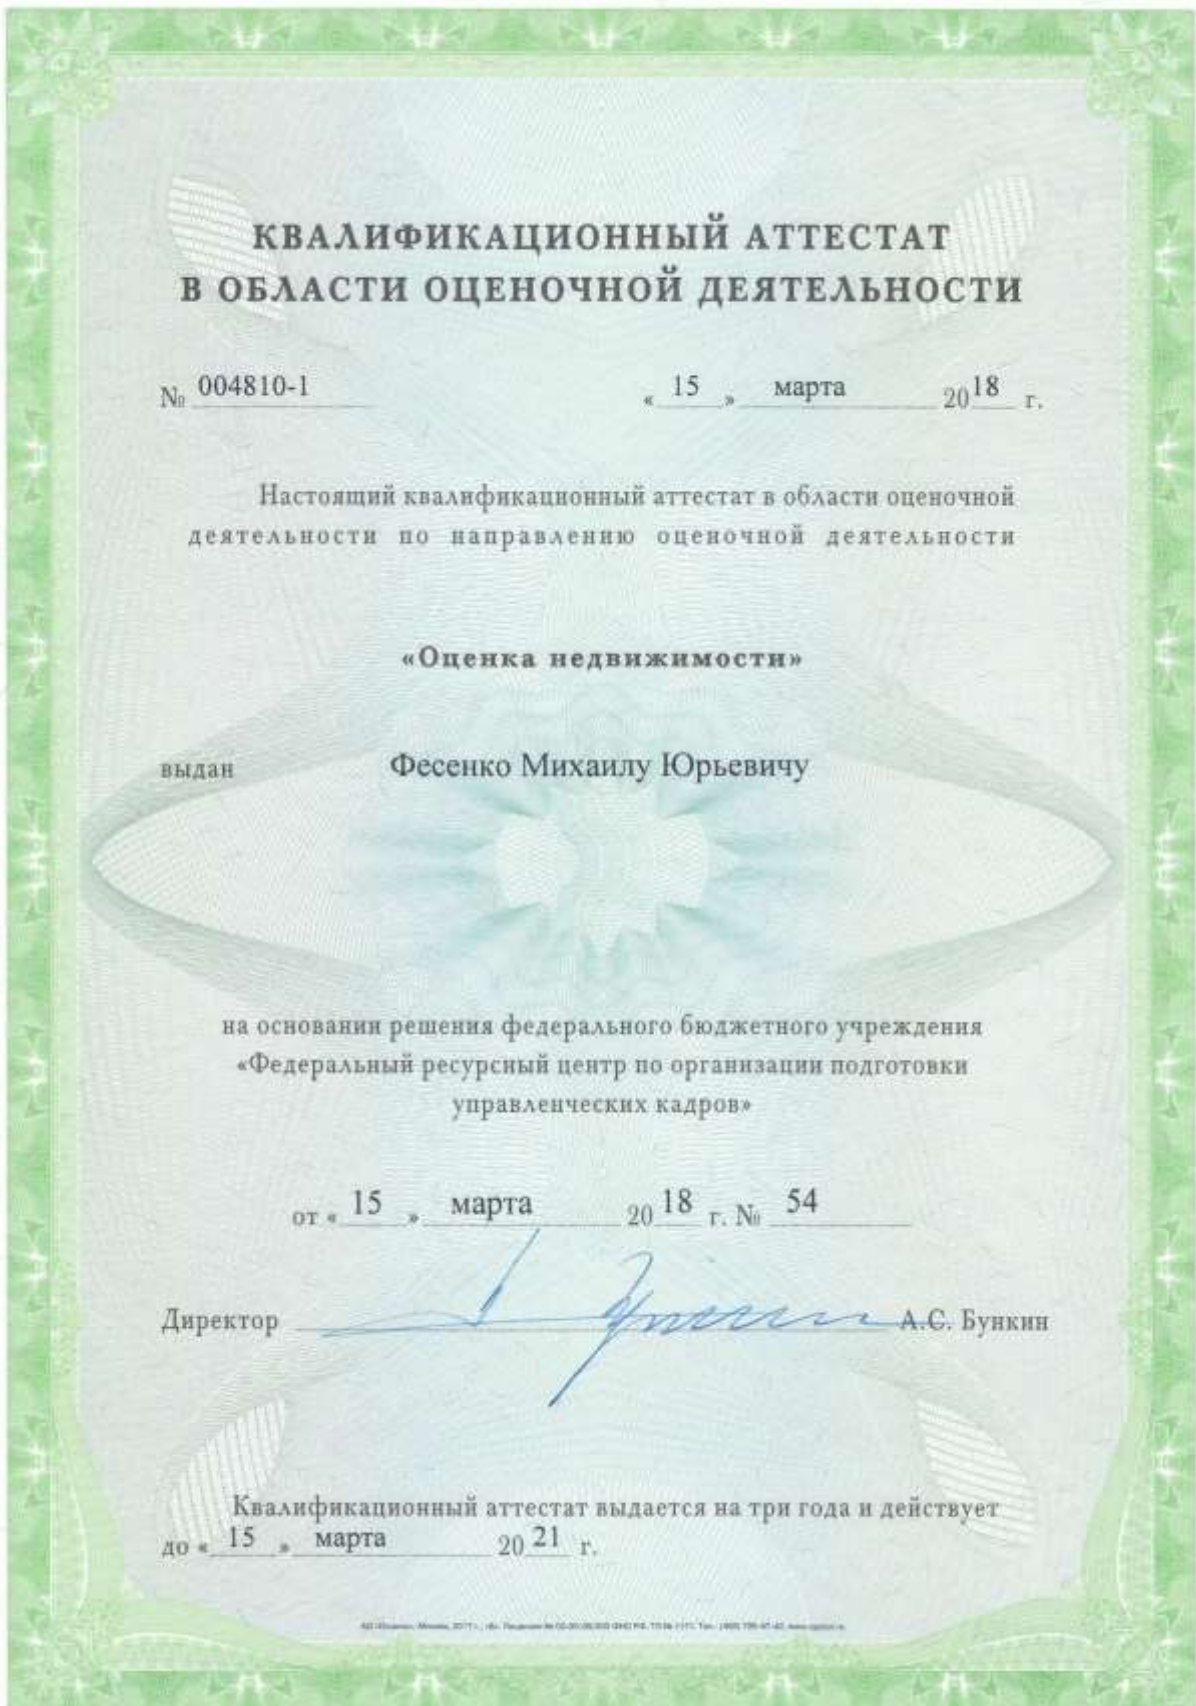 КВАЛИФИКАЦИОННЫЙ АТТЕСТАТ
В ОБЛАСТИ ОЦЕНОЧНОЙ ДЕЯТЕЛЬНОСТИ
№ 004810-1 « 15 » марта 2018 г.
Настоящий квалификационный аттестат в области оценочной
деятельности по направлению оценочной деятельности
«Оценка недвижимости»
выдан Фесенко Михаилу Юрьевичу
на основании решения федерального бюджетного учреждения
«Федеральный ресурсный центр по организации подготовки
управленческих кадров»
от « 15 » марта 2018 г. № 54
Директор А.С. Бункин
Квалификационный аттестат выдается на три года и действует
до « 15 » марта 2021 г.